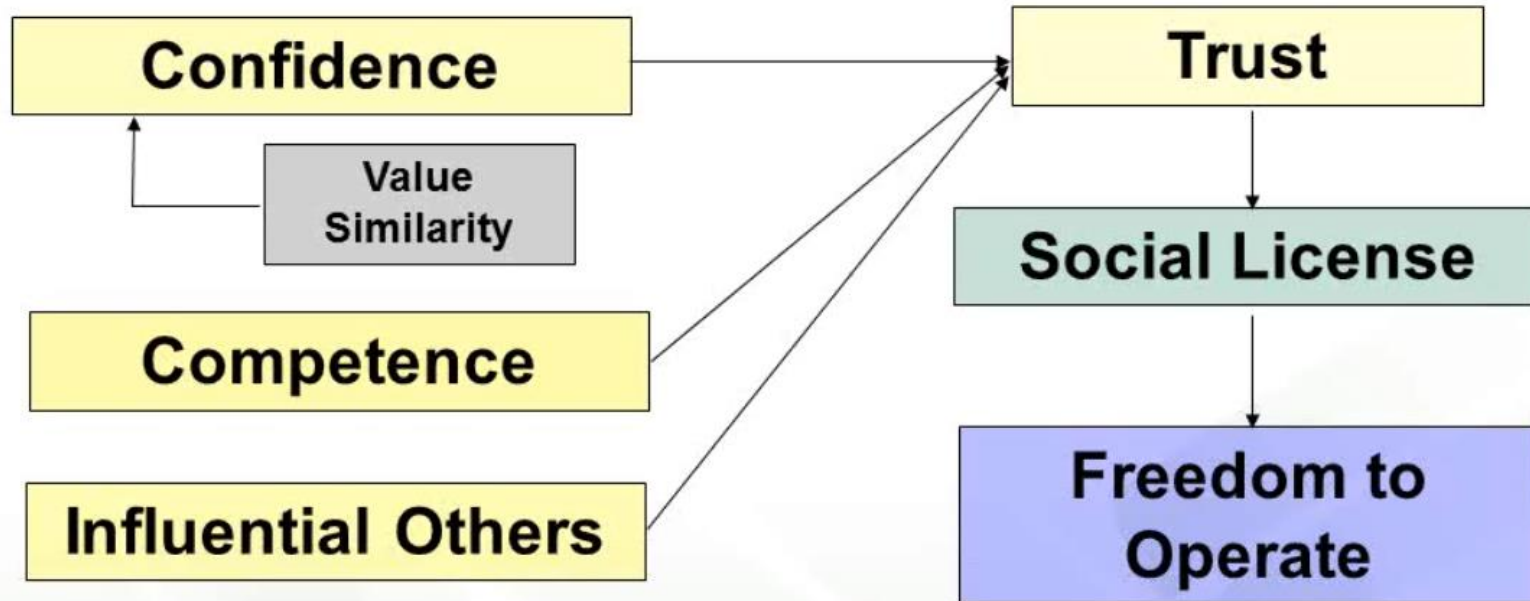 Confidence
Trust
Value
Similarity
Social License
Competence
Influential Others
Freedom to
Operate